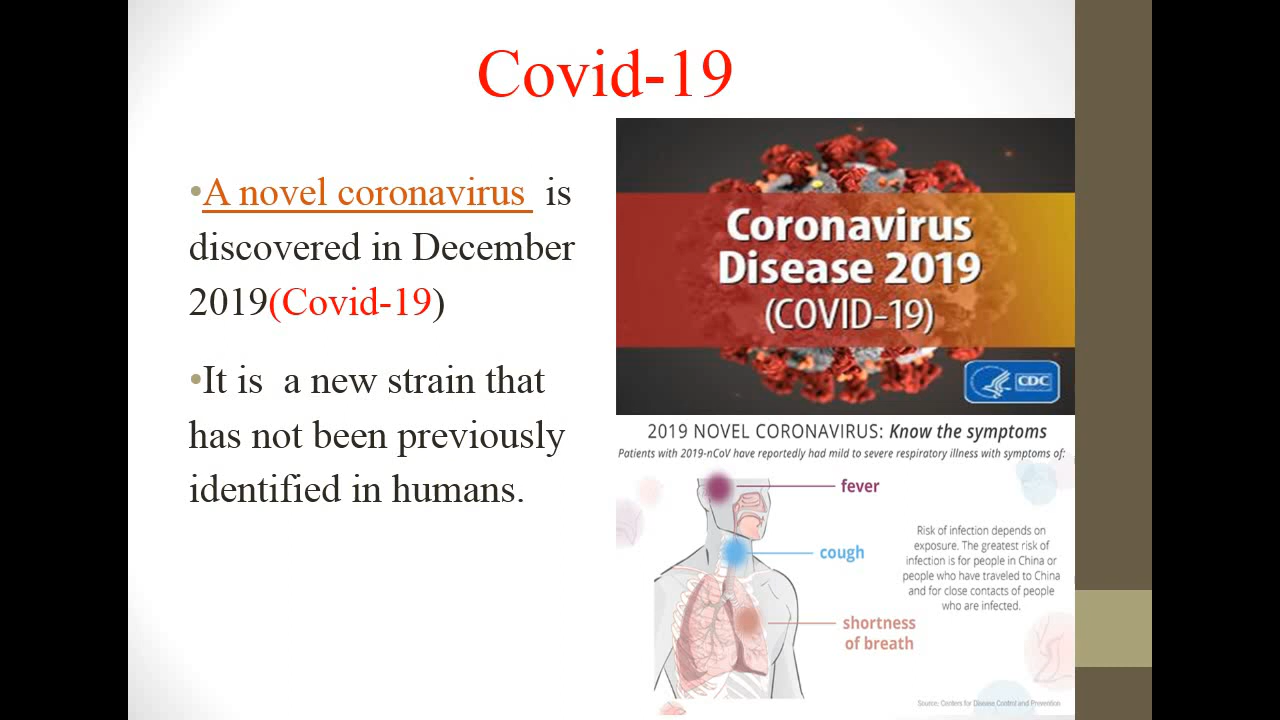 Covid-19
•A novel coronavirus  is
discovered in December
2019(Covid-19)
•It is  a new strain that
has not been previously
identified in humans.
Coronavirus
Disease 2019
(COVID-19)
CDC
2019 NOVEL CORONAVIRUS: Know the symptoms
Patients with 2019-nCoV have reportedly had mild to severe respiratory illness with symptoms of:
fever
cough
shortness
of breath
Risk of infection depends on
exposure. The greatest risk of
infection is for people in China or
people who have traveled to China
and for close contacts of people
who are infected.
Source: Centers for Disease Control and Prevention